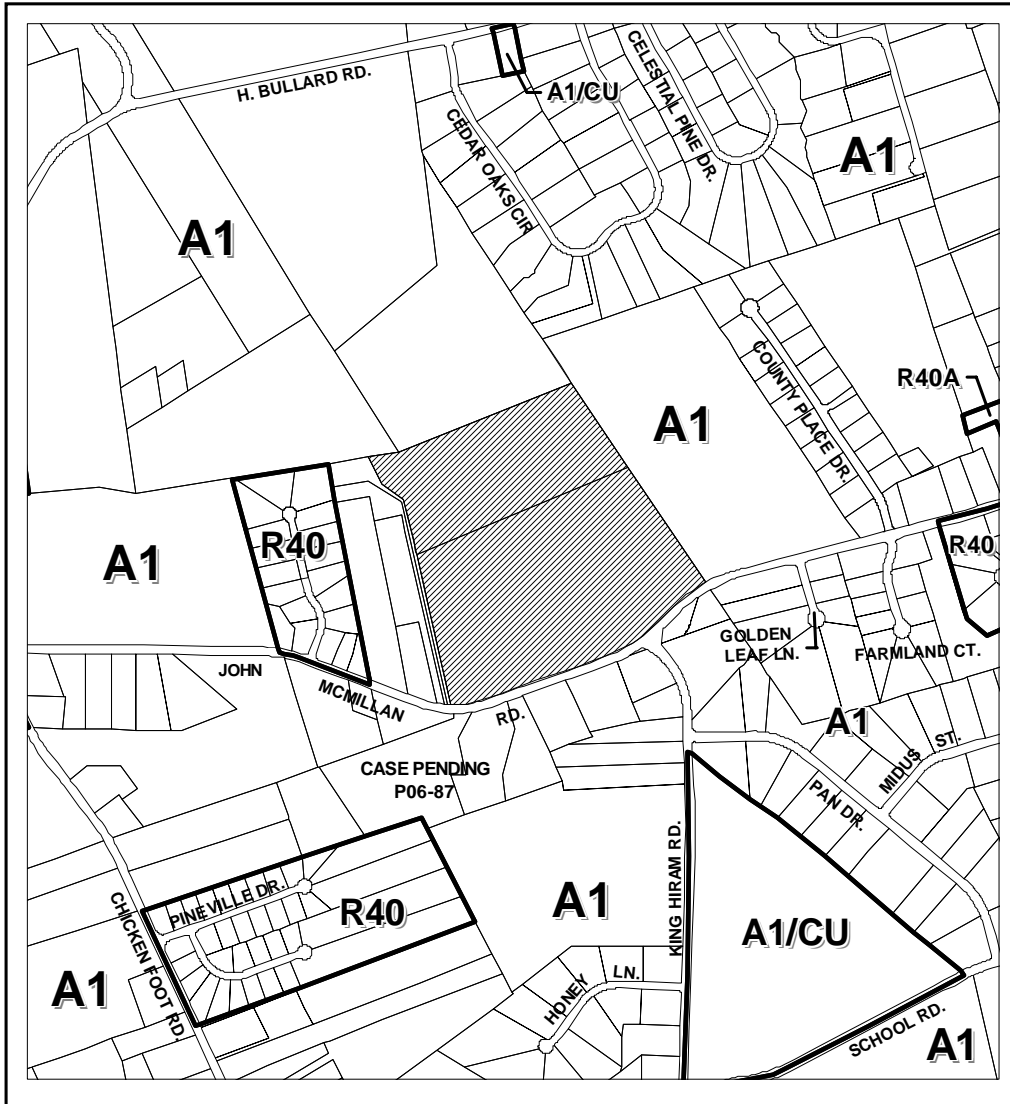 H. BULLARD RD.
A1/CU
CELESTIAL PINE DR.
CEDAR OAKS CIR
A1
A1
COUNTY PLACE DR.
R40A
A1
R40
A1
R40
GOLDEN
LEAF LN.
FARMLAND CT.
JOHN
MCMILLAN
RD.
A1
MIDUS ST.
CASE PENDING
P06-87
PAN DR.
KING HIRAM RD.
PINEVILLE DR.
R40
A1
A1/CU
CHICKEN FOOT RD.
A1
HONEY
LN.
SCHOOL RD.
A1